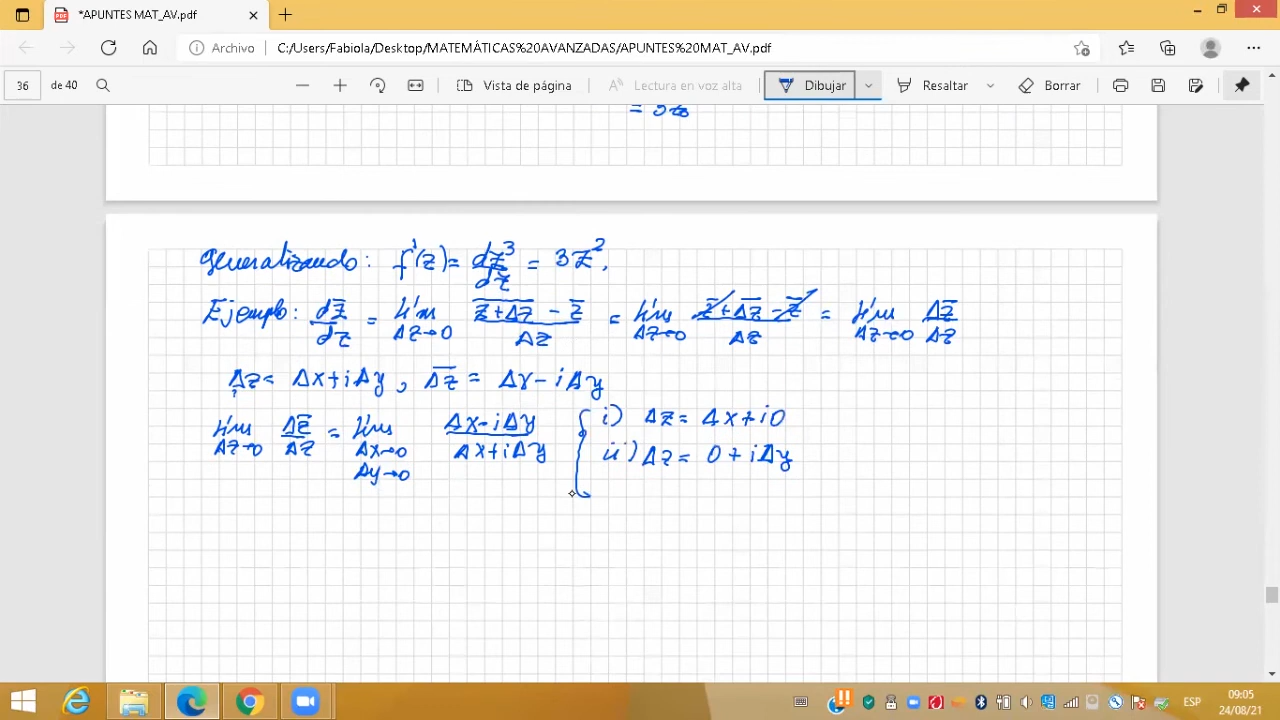 *APUNTES MAT_AV.pdf
Archivo C:/Users/Fabiola/Desktop/MATEMÁTICAS%20AVANZADAS/APUNTES%20MAT_AV.pdf
36 de 40 Vista de página Lectura en voz alta Dibujar Resaltar Borrar
Generalizando: f'(z) = dz³/dz = 3z².
Ejemplo: dz̅/dz = lím Δz→0 (z̅+Δz̅ - z̅)/Δz = lím Δz→0 (z̅+Δz̅ - z̅)/Δz = lím Δz→0 Δz̅/Δz
Δz = Δx+iΔy, Δz̅ = Δx-iΔy
lím Δz→0 Δz̅/Δz = lím Δx→0 Δy→0 (Δx-iΔy)/(Δx+iΔy) { i) Δz = Δx+i0
ii) Δz = 0+iΔy
ESP
09:05
24/08/21